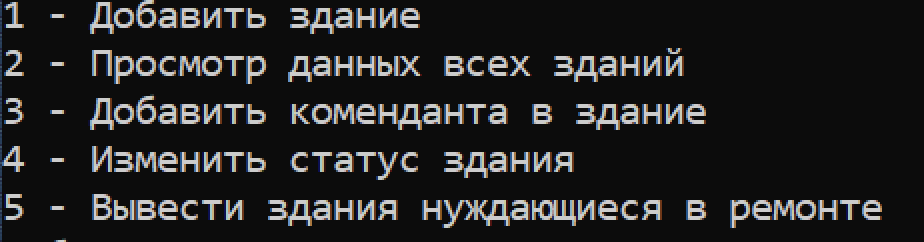 1 - Добавить здание
2 - Просмотр данных всех зданий
3 - Добавить коменданта в здание
4 - Изменить статус здания
5 - Вывести здания нуждающиеся в ремонте